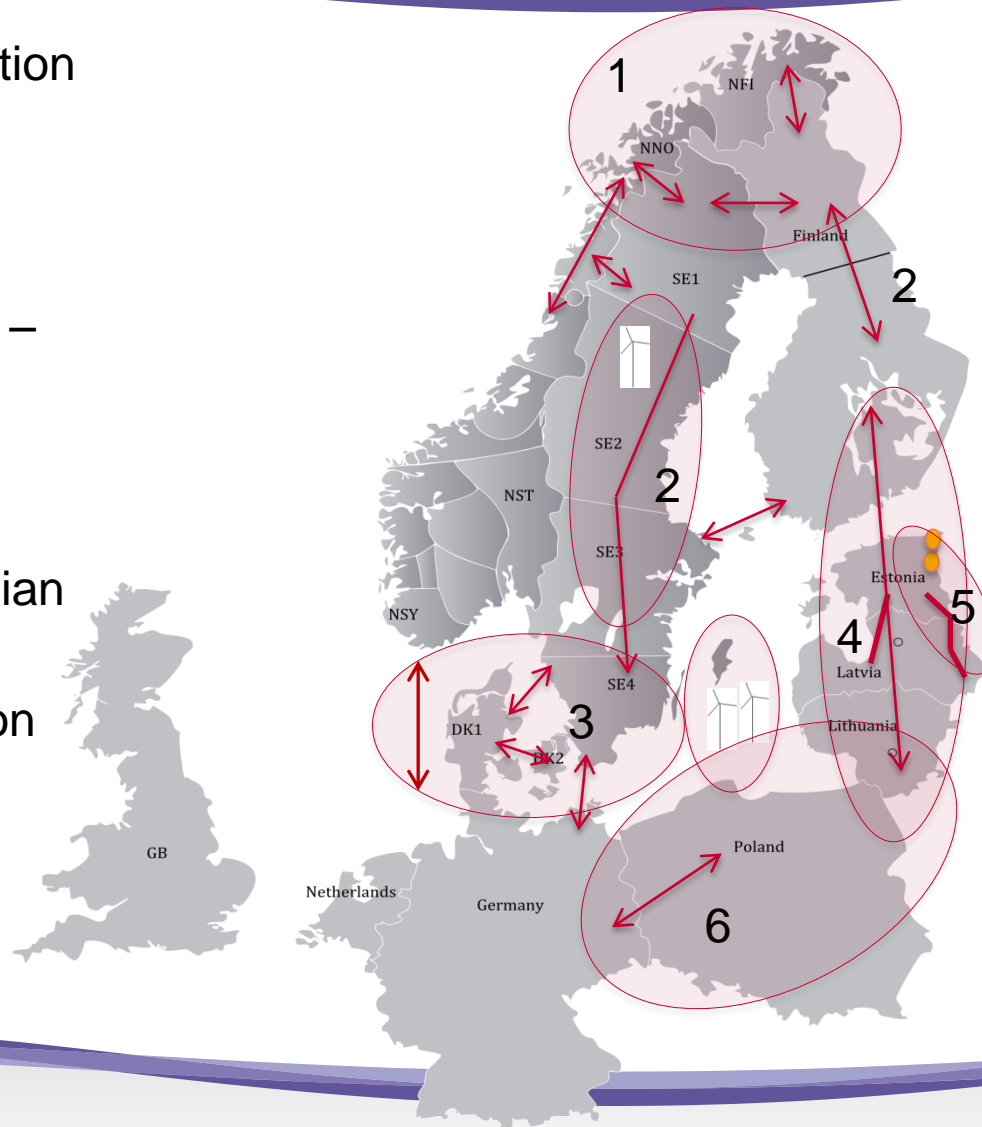 tion
–
ian
on
1
NFI
NNO
Finland
2
SE1
SE2
2
NST
SE3
Estonia
5
NSY
4
Latvia
SE4
Lithuania
DK1
3
DK2
GB
Poland
Netherlands
Germany
6